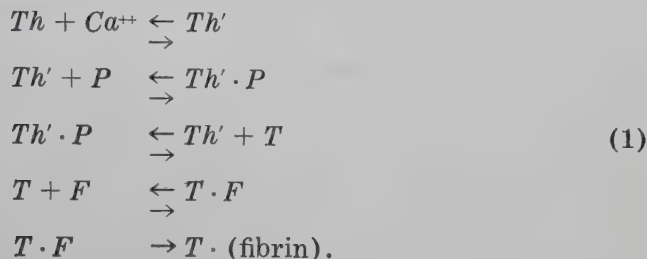 Th + Ca⁺⁺ ⇄ Th′
Th′ + P ⇄ Th′ · P
Th′ · P ⇄ Th′ + T (1)
T + F ⇄ T · F
T · F → T · (fibrin).